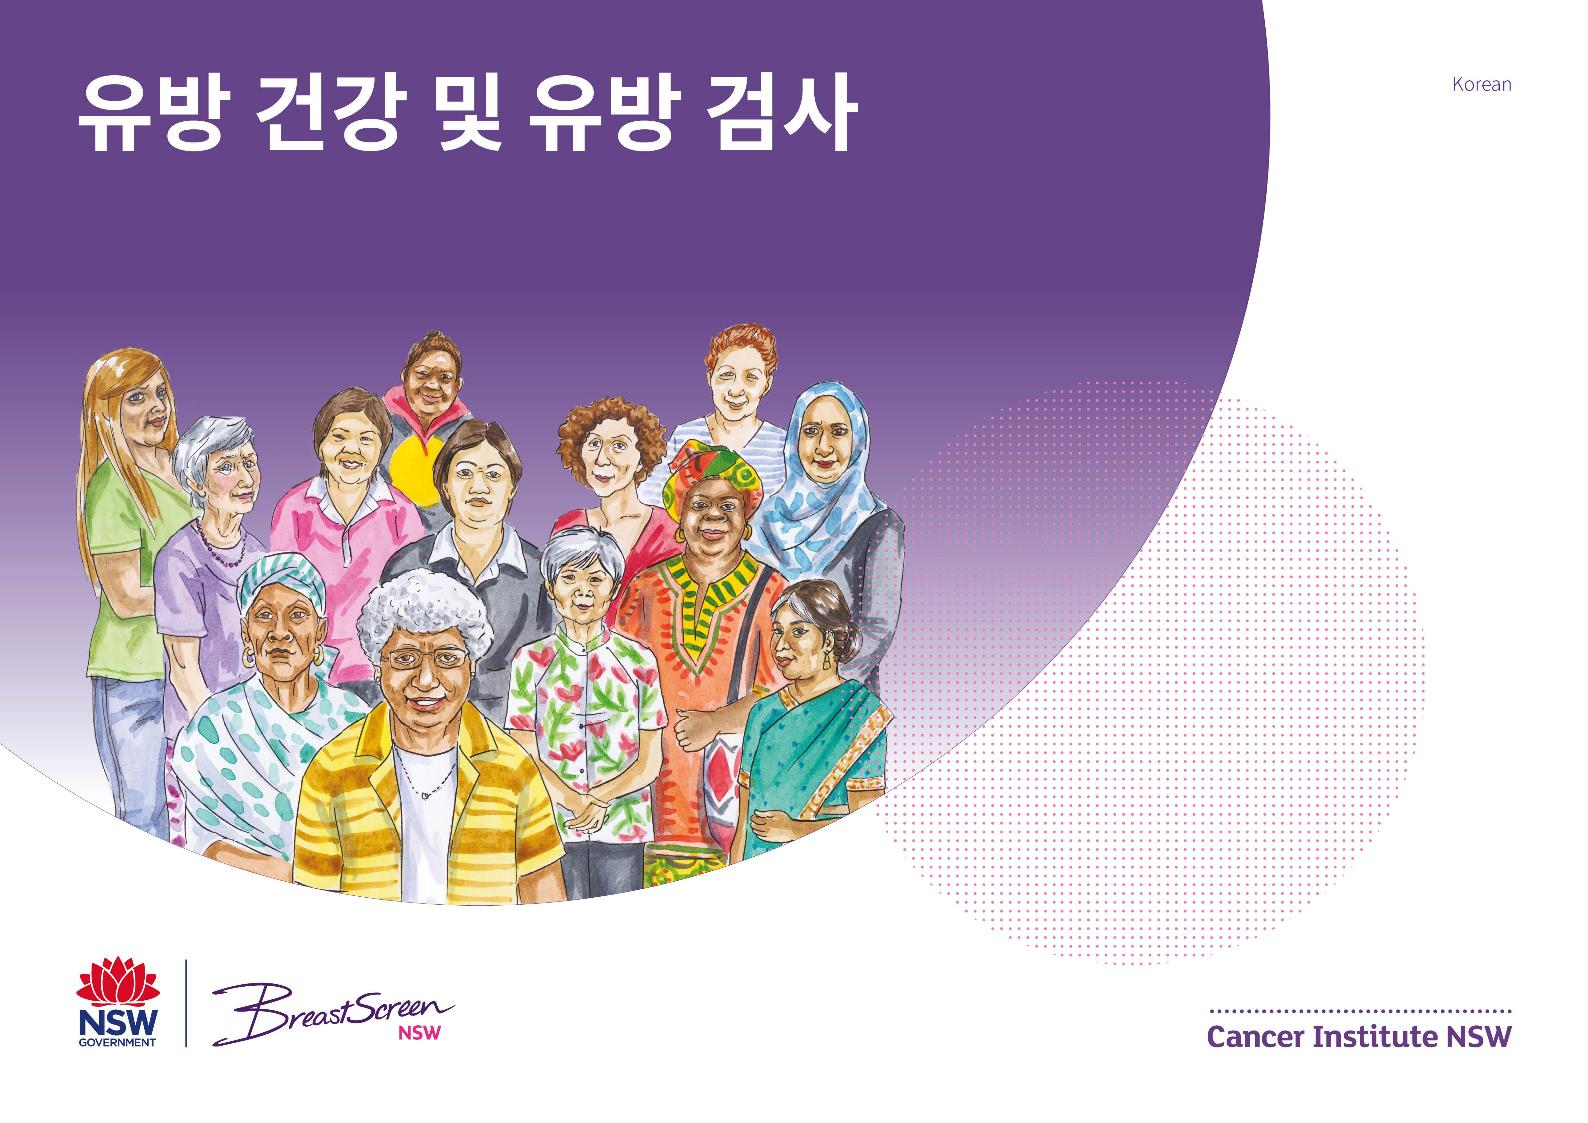 유방 건강 및 유방 검사
Korean
NSW
GOVERNMENT
BreastScreen
NSW
Cancer Institute NSW